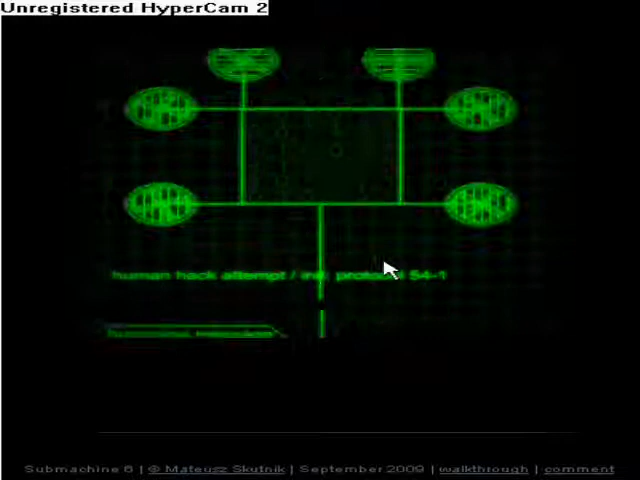 Unregistered HyperCam 2
human hack attempt / init protocol 54-1
Submachine 6 | © Mateusz Skutnik | September 2009 | walkthrough | comment